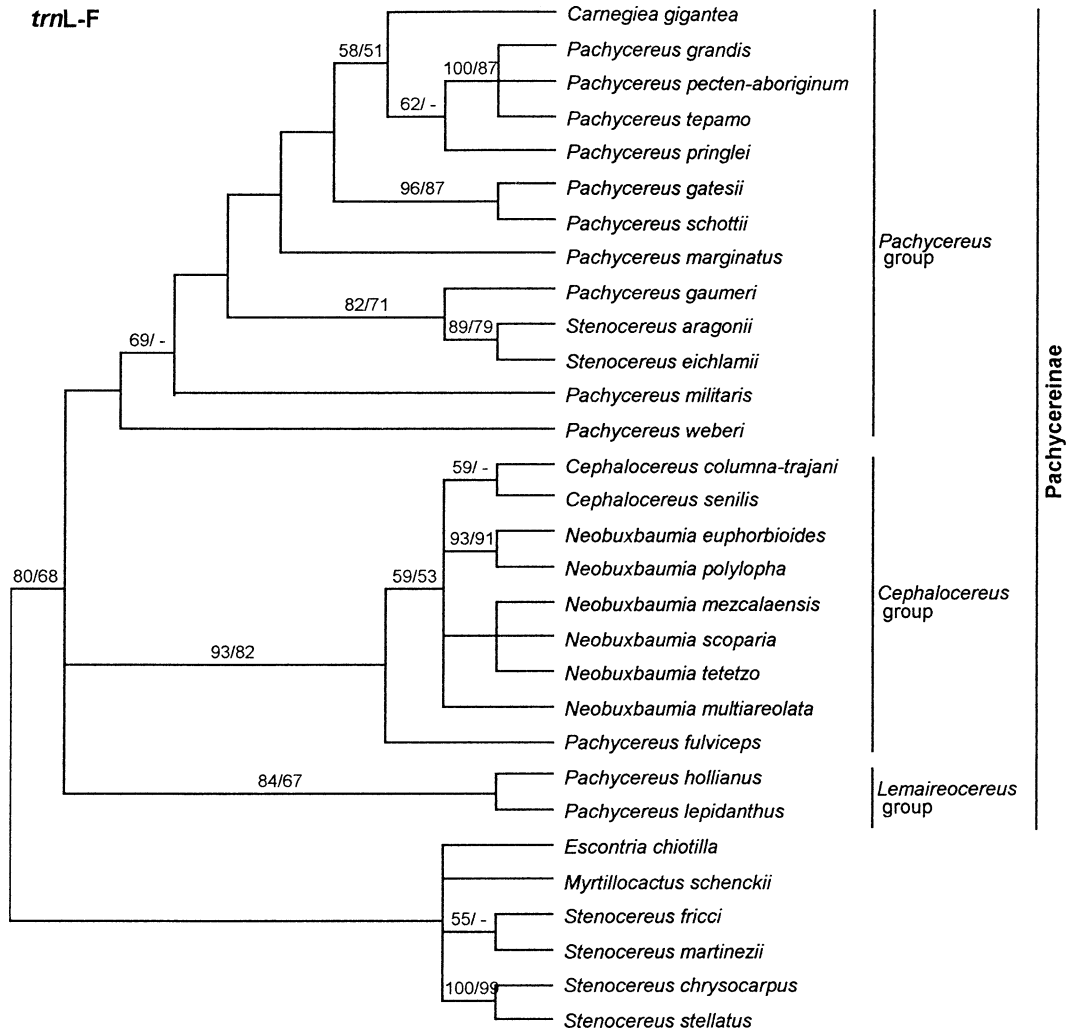 trnL-F
Carnegiea gigantea
58/51
Pachycereus grandis
100/87
Pachycereus pecten-aboriginum
62/ -
Pachycereus tepamo
Pachycereus pringlei
96/87
Pachycereus gatesii
Pachycereus schottii
Pachycereus group
Pachycereus marginatus
Pachycereus gaumeri
82/71
89/79
Stenocereus aragonii
69/ -
Stenocereus eichlamii
Pachycereus militaris
Pachycereus weberi
Pachycereinae
59/ -
Cephalocereus columna-trajani
Cephalocereus senilis
93/91
Neobuxbaumia euphorbioides
80/68
59/53
Neobuxbaumia polylopha
Cephalocereus group
Neobuxbaumia mezcalaensis
93/82
Neobuxbaumia scoparia
Neobuxbaumia tetetzo
Neobuxbaumia multiareolata
Pachycereus fulviceps
84/67
Pachycereus hollianus
Lemaireocereus group
Pachycereus lepidanthus
Escontria chiotilla
Myrtillocactus schenckii
55/ -
Stenocereus fricci
Stenocereus martinezii
100/99
Stenocereus chrysocarpus
Stenocereus stellatus